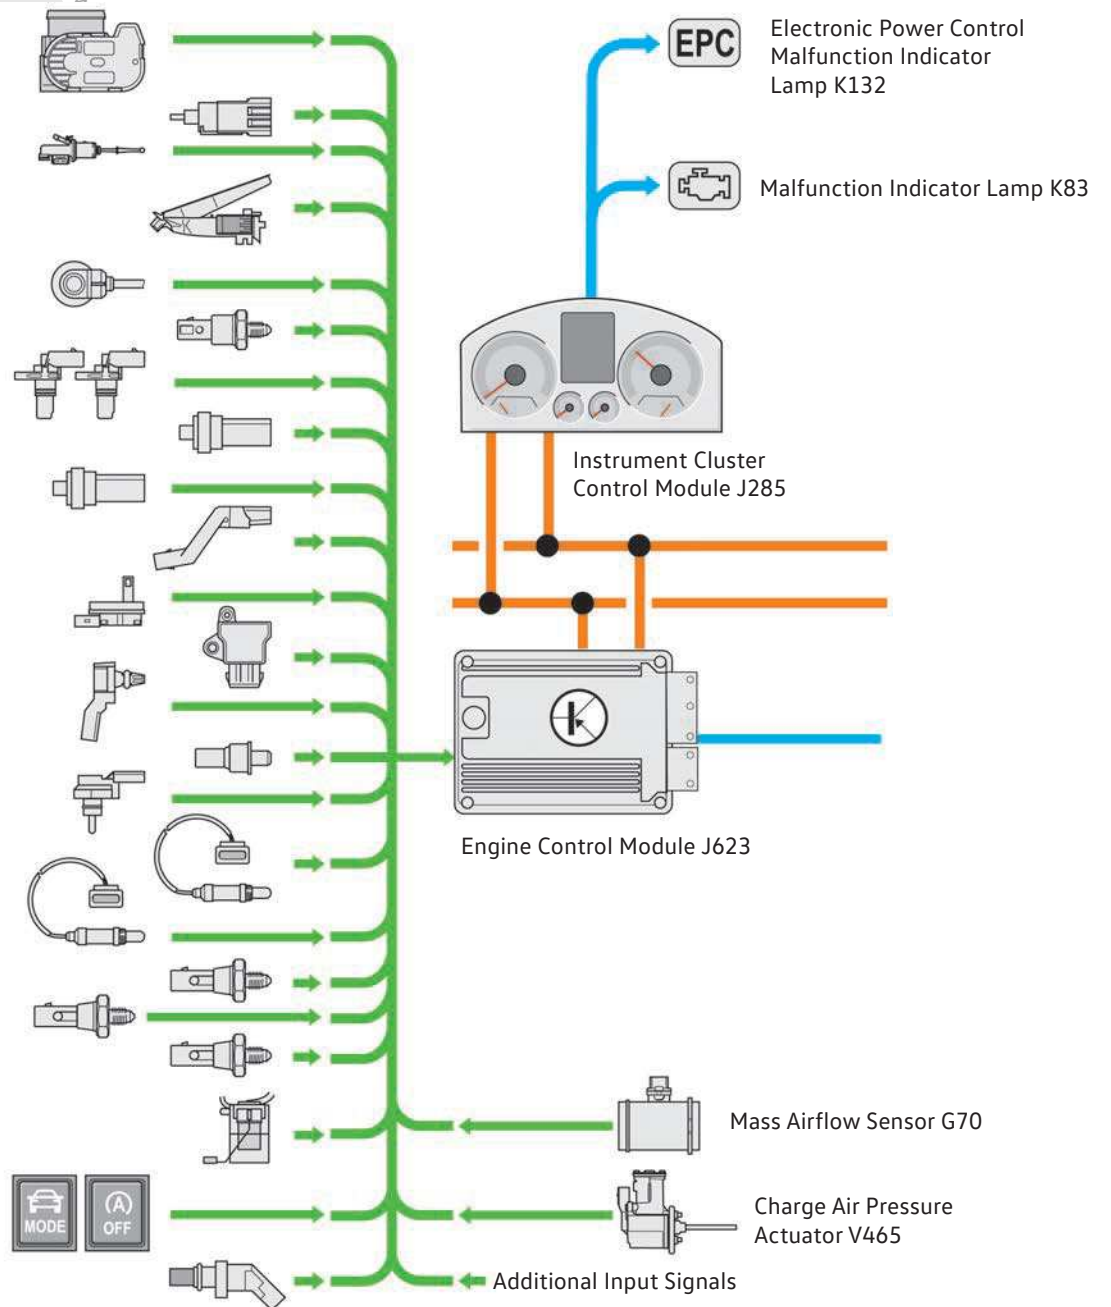 EPC
Electronic Power Control
Malfunction Indicator
Lamp K132
Malfunction Indicator Lamp K83
Instrument Cluster
Control Module J285
Engine Control Module J623
Mass Airflow Sensor G70
MODE
(A)
OFF
Charge Air Pressure
Actuator V465
Additional Input Signals